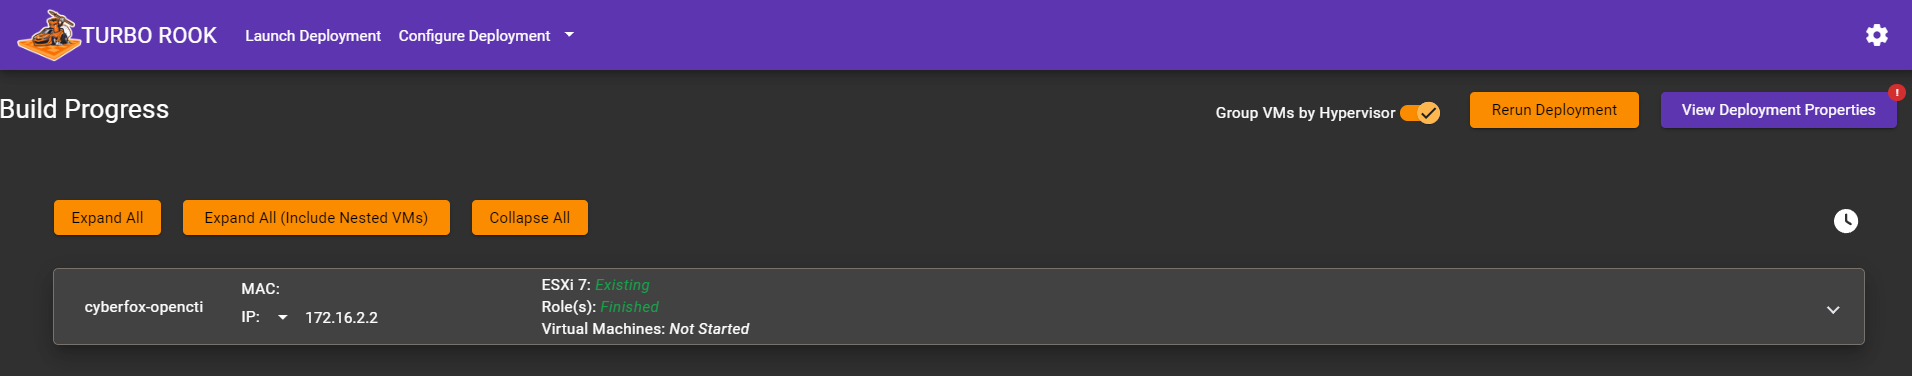 TURBO ROOK Launch Deployment Configure Deployment
Build Progress
Group VMs by Hypervisor
Rerun Deployment
View Deployment Properties
!
Expand All
Expand All (Include Nested VMs)
Collapse All
cyberfox-opencti
MAC:
IP: 172.16.2.2
ESXi 7: Existing
Role(s): Finished
Virtual Machines: Not Started